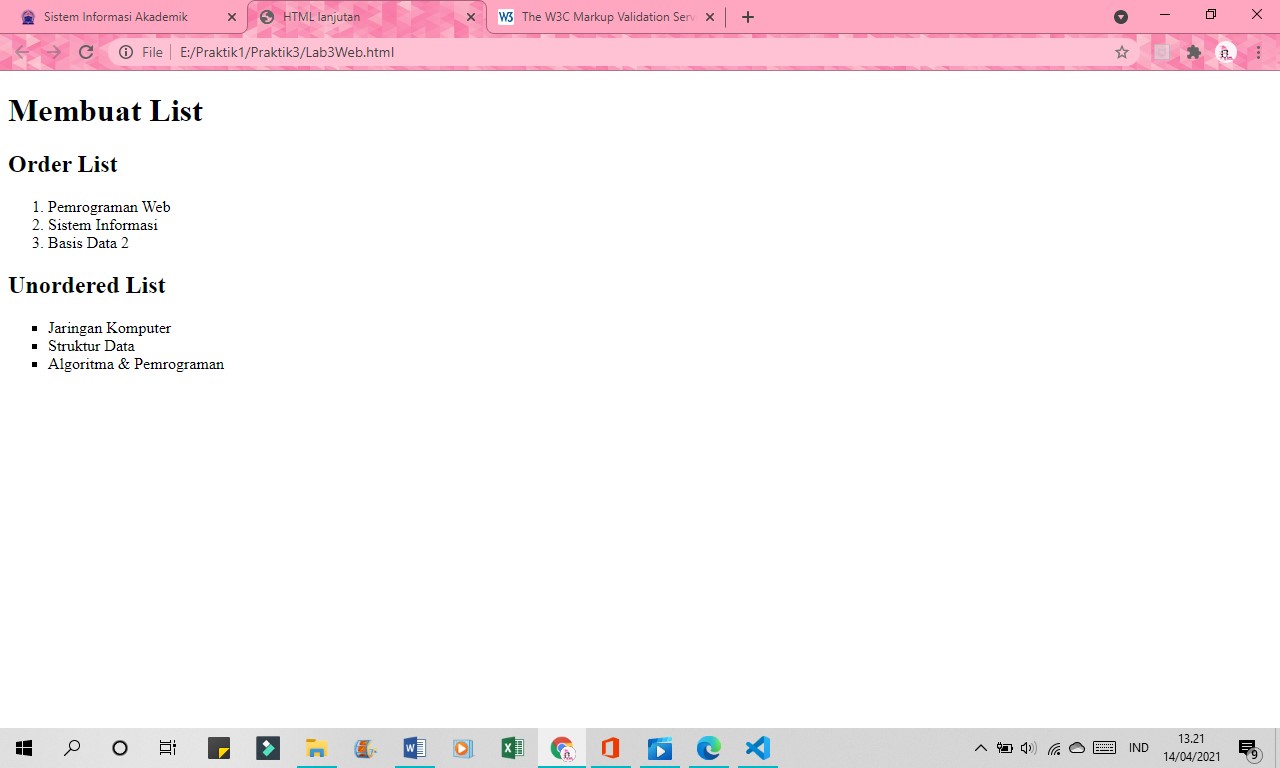 Sistem Informasi Akademik
HTML lanjutan
The W3C Markup Validation Serv
File
E:/Praktik1/Praktik3/Lab3Web.html
Membuat List
Order List
1. Pemrograman Web
2. Sistem Informasi
3. Basis Data 2
Unordered List
Jaringan Komputer
Struktur Data
Algoritma & Pemrograman
IND
13.21
14/04/2021
9